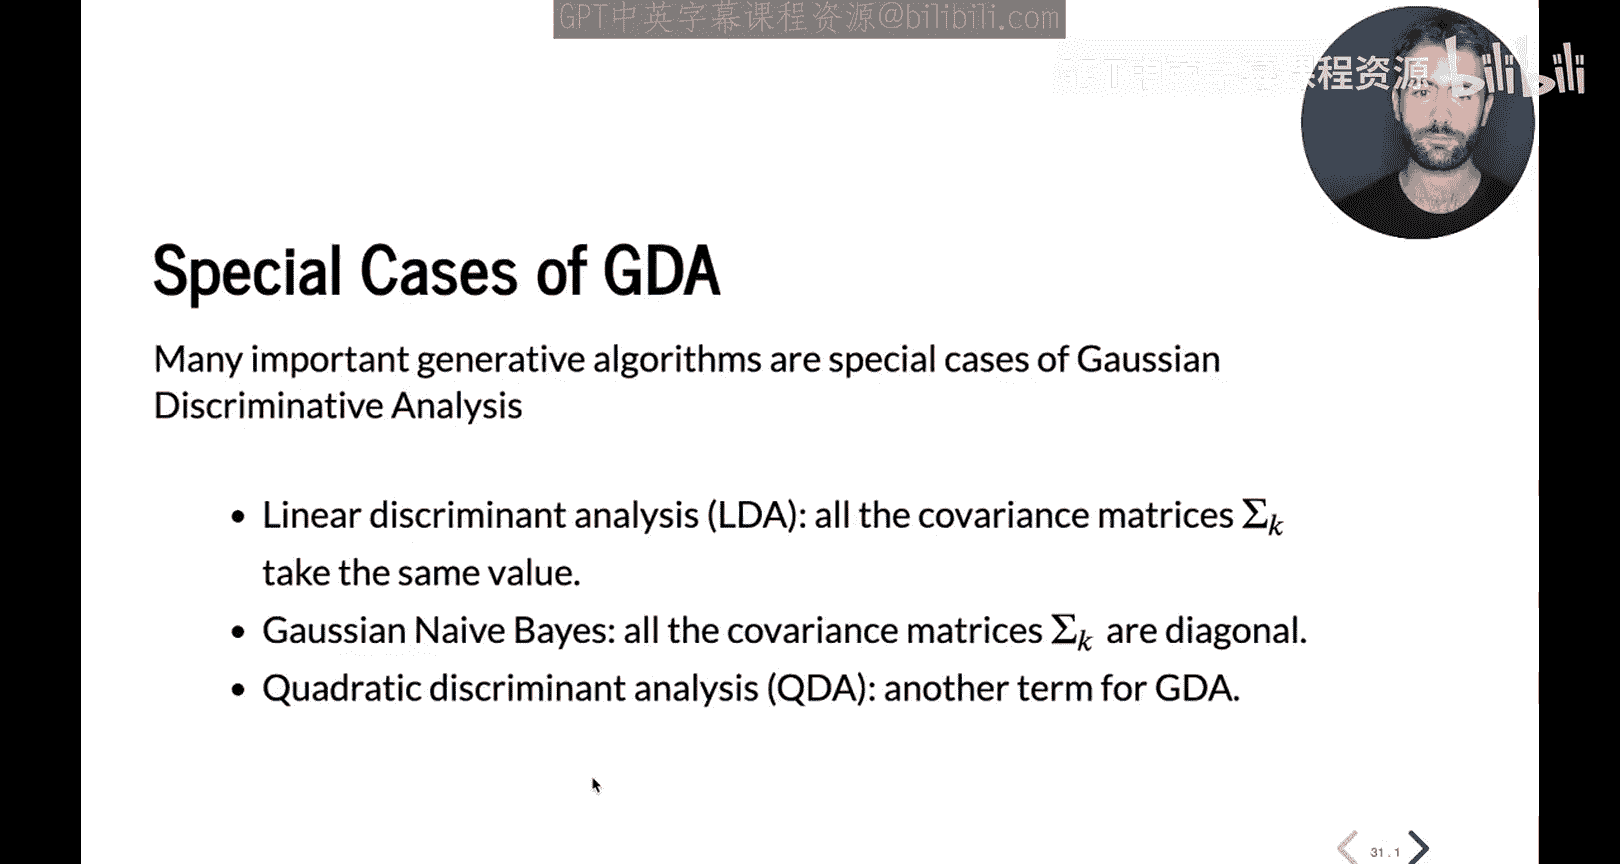 GPT中英字幕课程资源@bilibili.com
课程资源 bilibili
Special Cases of GDA
Many important generative algorithms are special cases of Gaussian
Discriminative Analysis
• Linear discriminant analysis (LDA): all the covariance matrices Σk
take the same value.
• Gaussian Naive Bayes: all the covariance matrices Σk are diagonal.
• Quadratic discriminant analysis (QDA): another term for GDA.
31.1